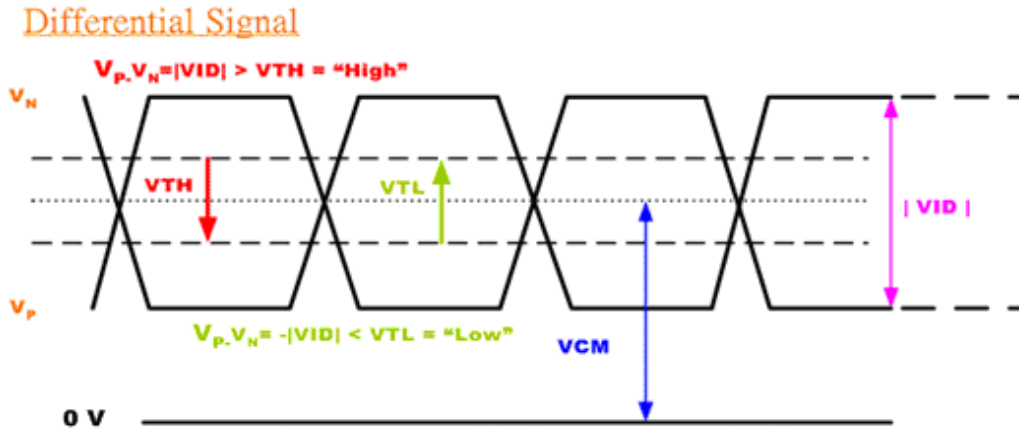 Differential Signal
VP-VN=|VID| > VTH = “High”
VN
VTH
VTL
| VID |
VP
VP-VN= -|VID| < VTL = “Low”
VCM
0 V